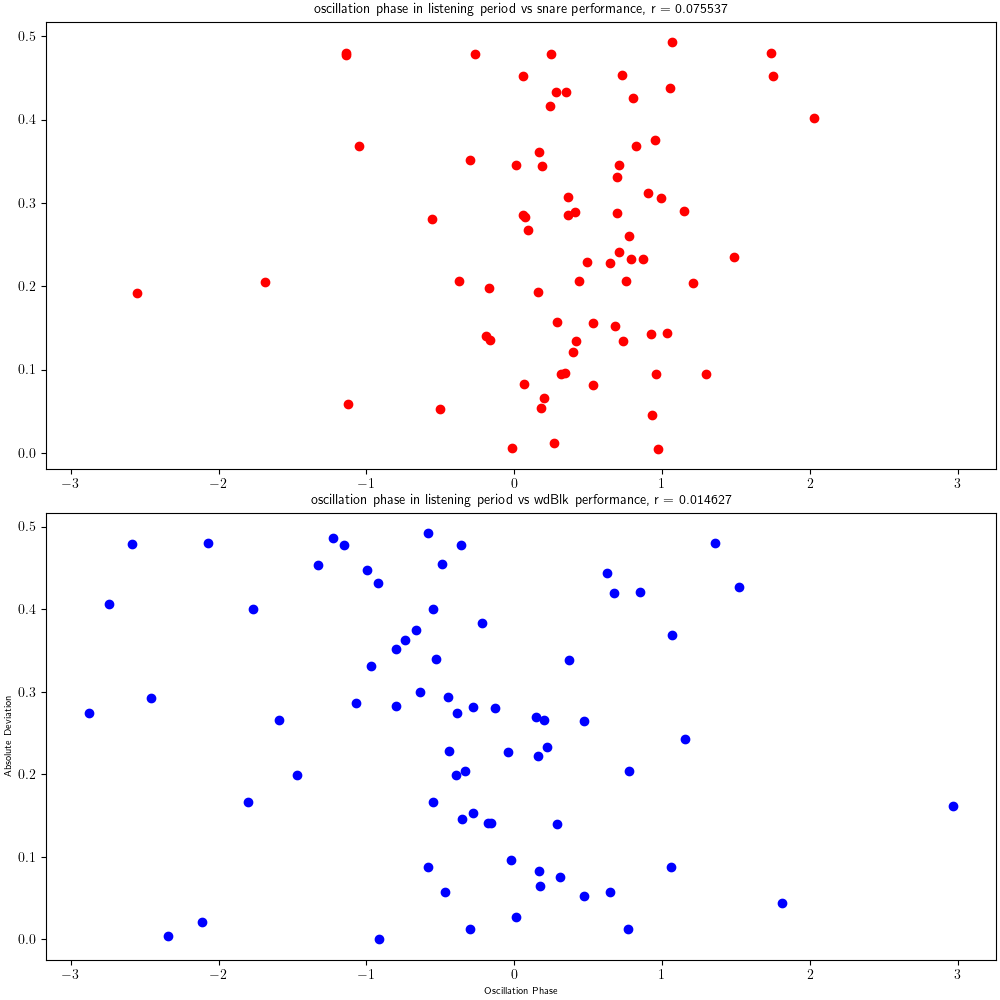 oscillation phase in listening period vs snare performance, r = 0.075537
0.5
0.4
0.3
0.2
0.1
0.0
−3 −2 −1 0 1 2 3
oscillation phase in listening period vs wdBlk performance, r = 0.014627
0.5
0.4
0.3
0.2
0.1
0.0
Absolute Deviation
−3 −2 −1 0 1 2 3
Oscillation Phase